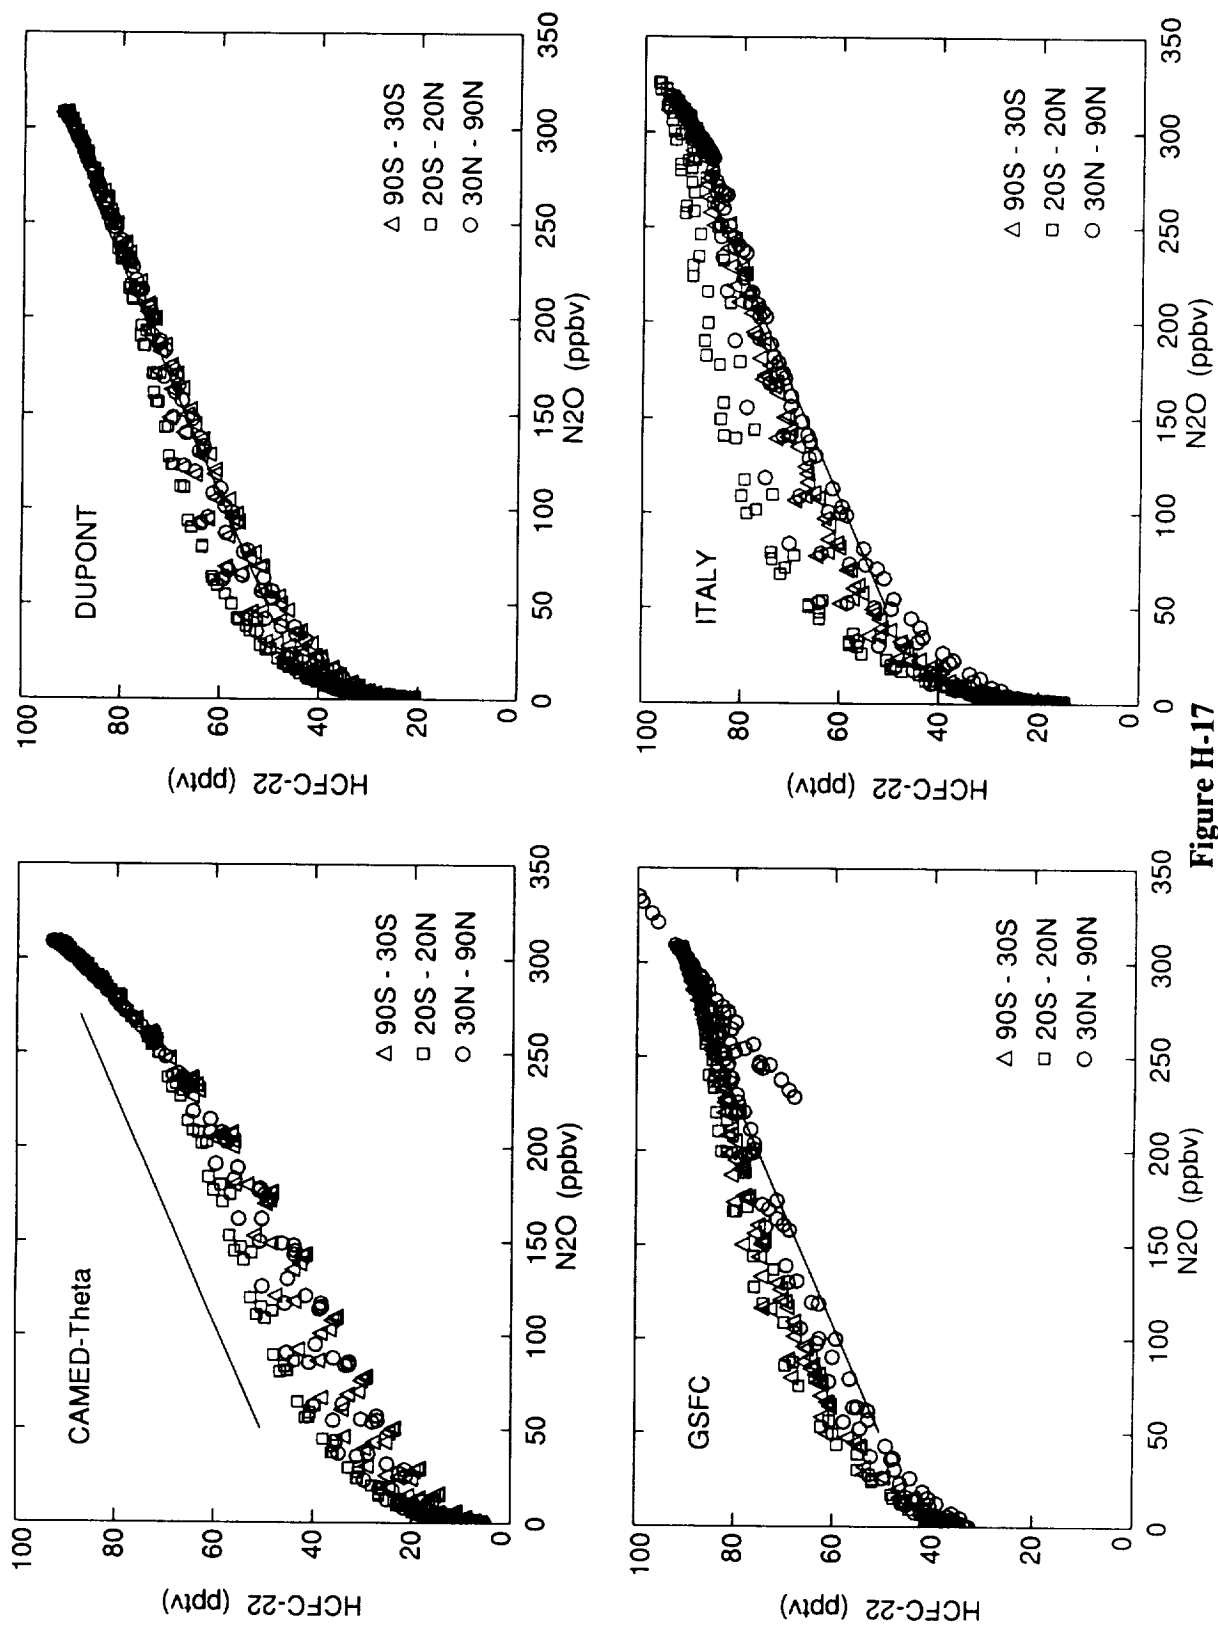 CAMED-Theta
HCFC-22 (pptv)
100
80
60
40
20
0
△ 90S - 30S
□ 20S - 20N
○ 30N - 90N
0 50 100 150 200 250 300 350
N2O (ppbv)
DUPONT
HCFC-22 (pptv)
100
80
60
40
20
0
△ 90S - 30S
□ 20S - 20N
○ 30N - 90N
0 50 100 150 200 250 300 350
N2O (ppbv)
GSFC
HCFC-22 (pptv)
100
80
60
40
20
0
△ 90S - 30S
□ 20S - 20N
○ 30N - 90N
0 50 100 150 200 250 300 350
N2O (ppbv)
ITALY
HCFC-22 (pptv)
100
80
60
40
20
0
△ 90S - 30S
□ 20S - 20N
○ 30N - 90N
0 50 100 150 200 250 300 350
N2O (ppbv)
Figure H-17